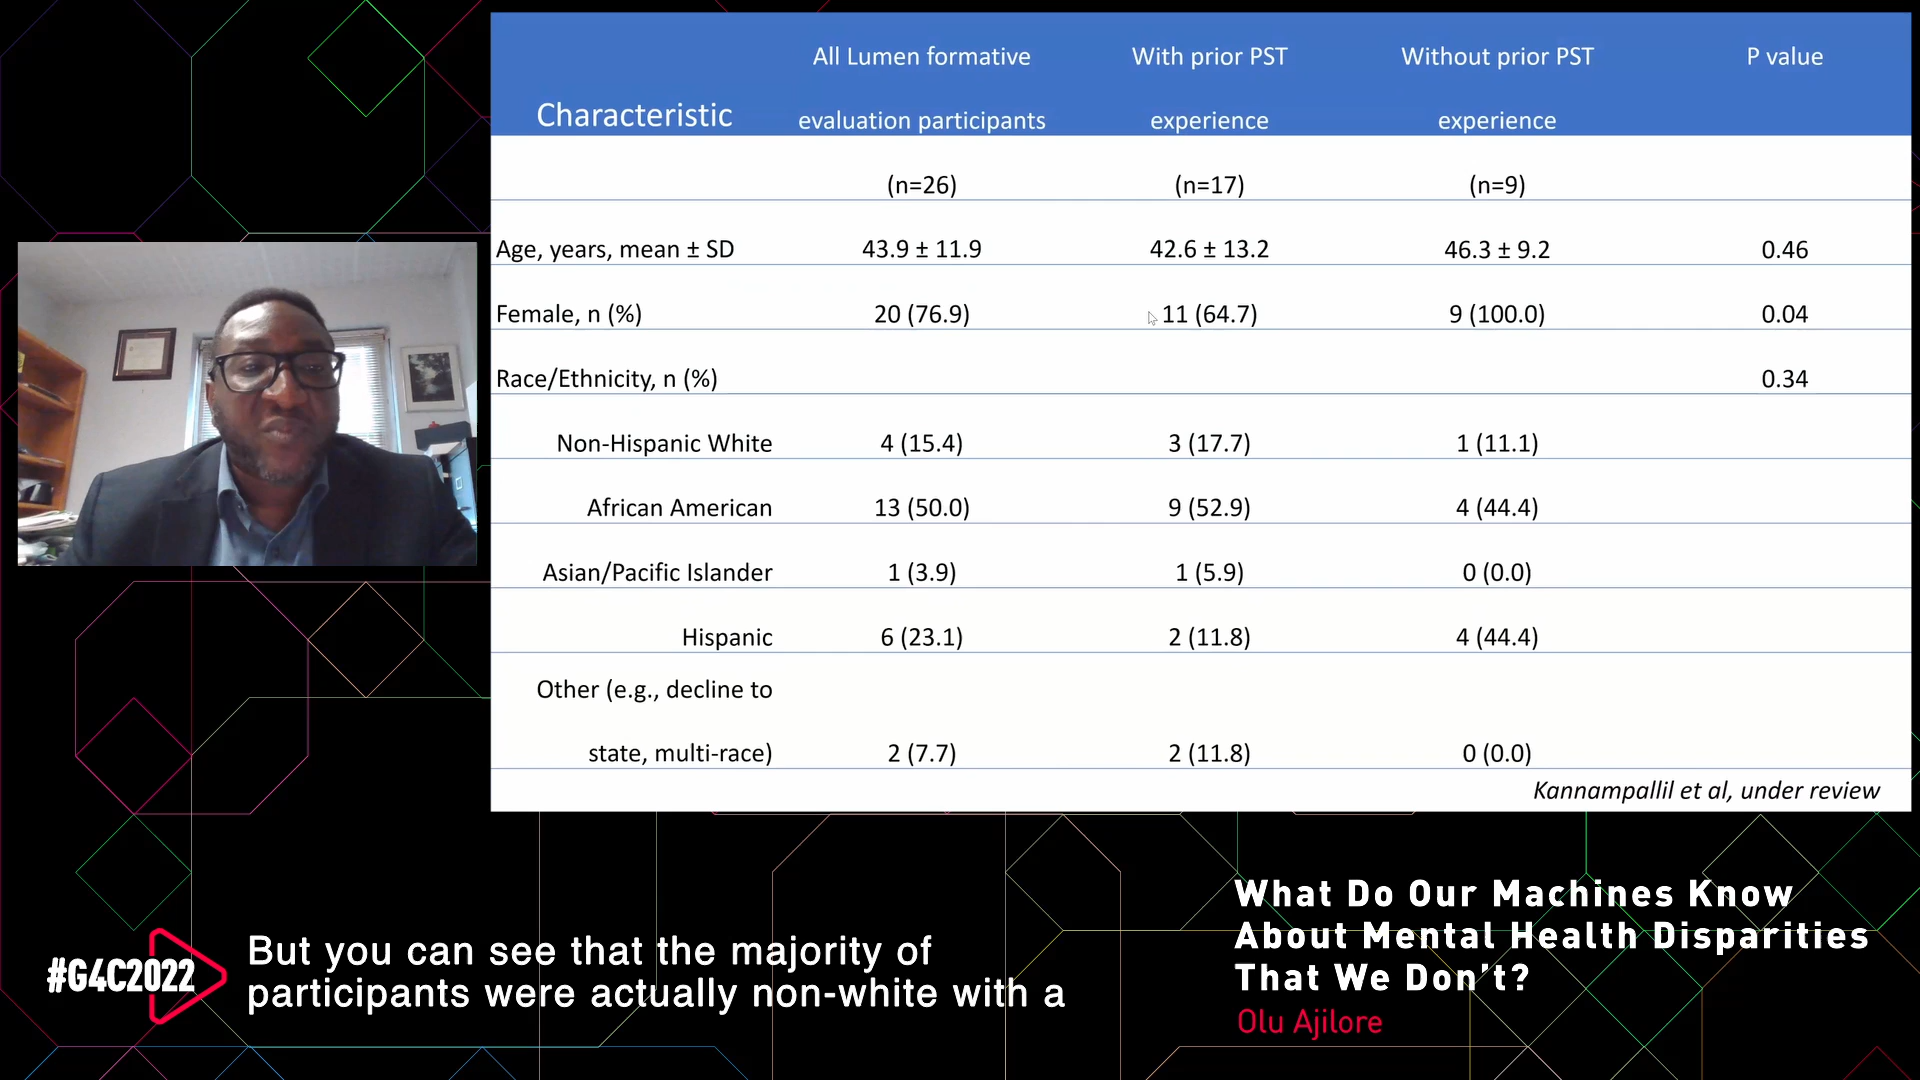 All Lumen formative With prior PST Without prior PST P value
Characteristic evaluation participants experience experience
(n=26) (n=17) (n=9)
Age, years, mean ± SD 43.9 ± 11.9 42.6 ± 13.2 46.3 ± 9.2 0.46
Female, n (%) 20 (76.9) 11 (64.7) 9 (100.0) 0.04
Race/Ethnicity, n (%) 0.34
Non-Hispanic White 4 (15.4) 3 (17.7) 1 (11.1)
African American 13 (50.0) 9 (52.9) 4 (44.4)
Asian/Pacific Islander 1 (3.9) 1 (5.9) 0 (0.0)
Hispanic 6 (23.1) 2 (11.8) 4 (44.4)
Other (e.g., decline to
state, multi-race) 2 (7.7) 2 (11.8) 0 (0.0)
Kannampallil et al, under review
#G4C2022
But you can see that the majority of
participants were actually non-white with a
What Do Our Machines Know
About Mental Health Disparities
That We Don't?
Olu Ajilore